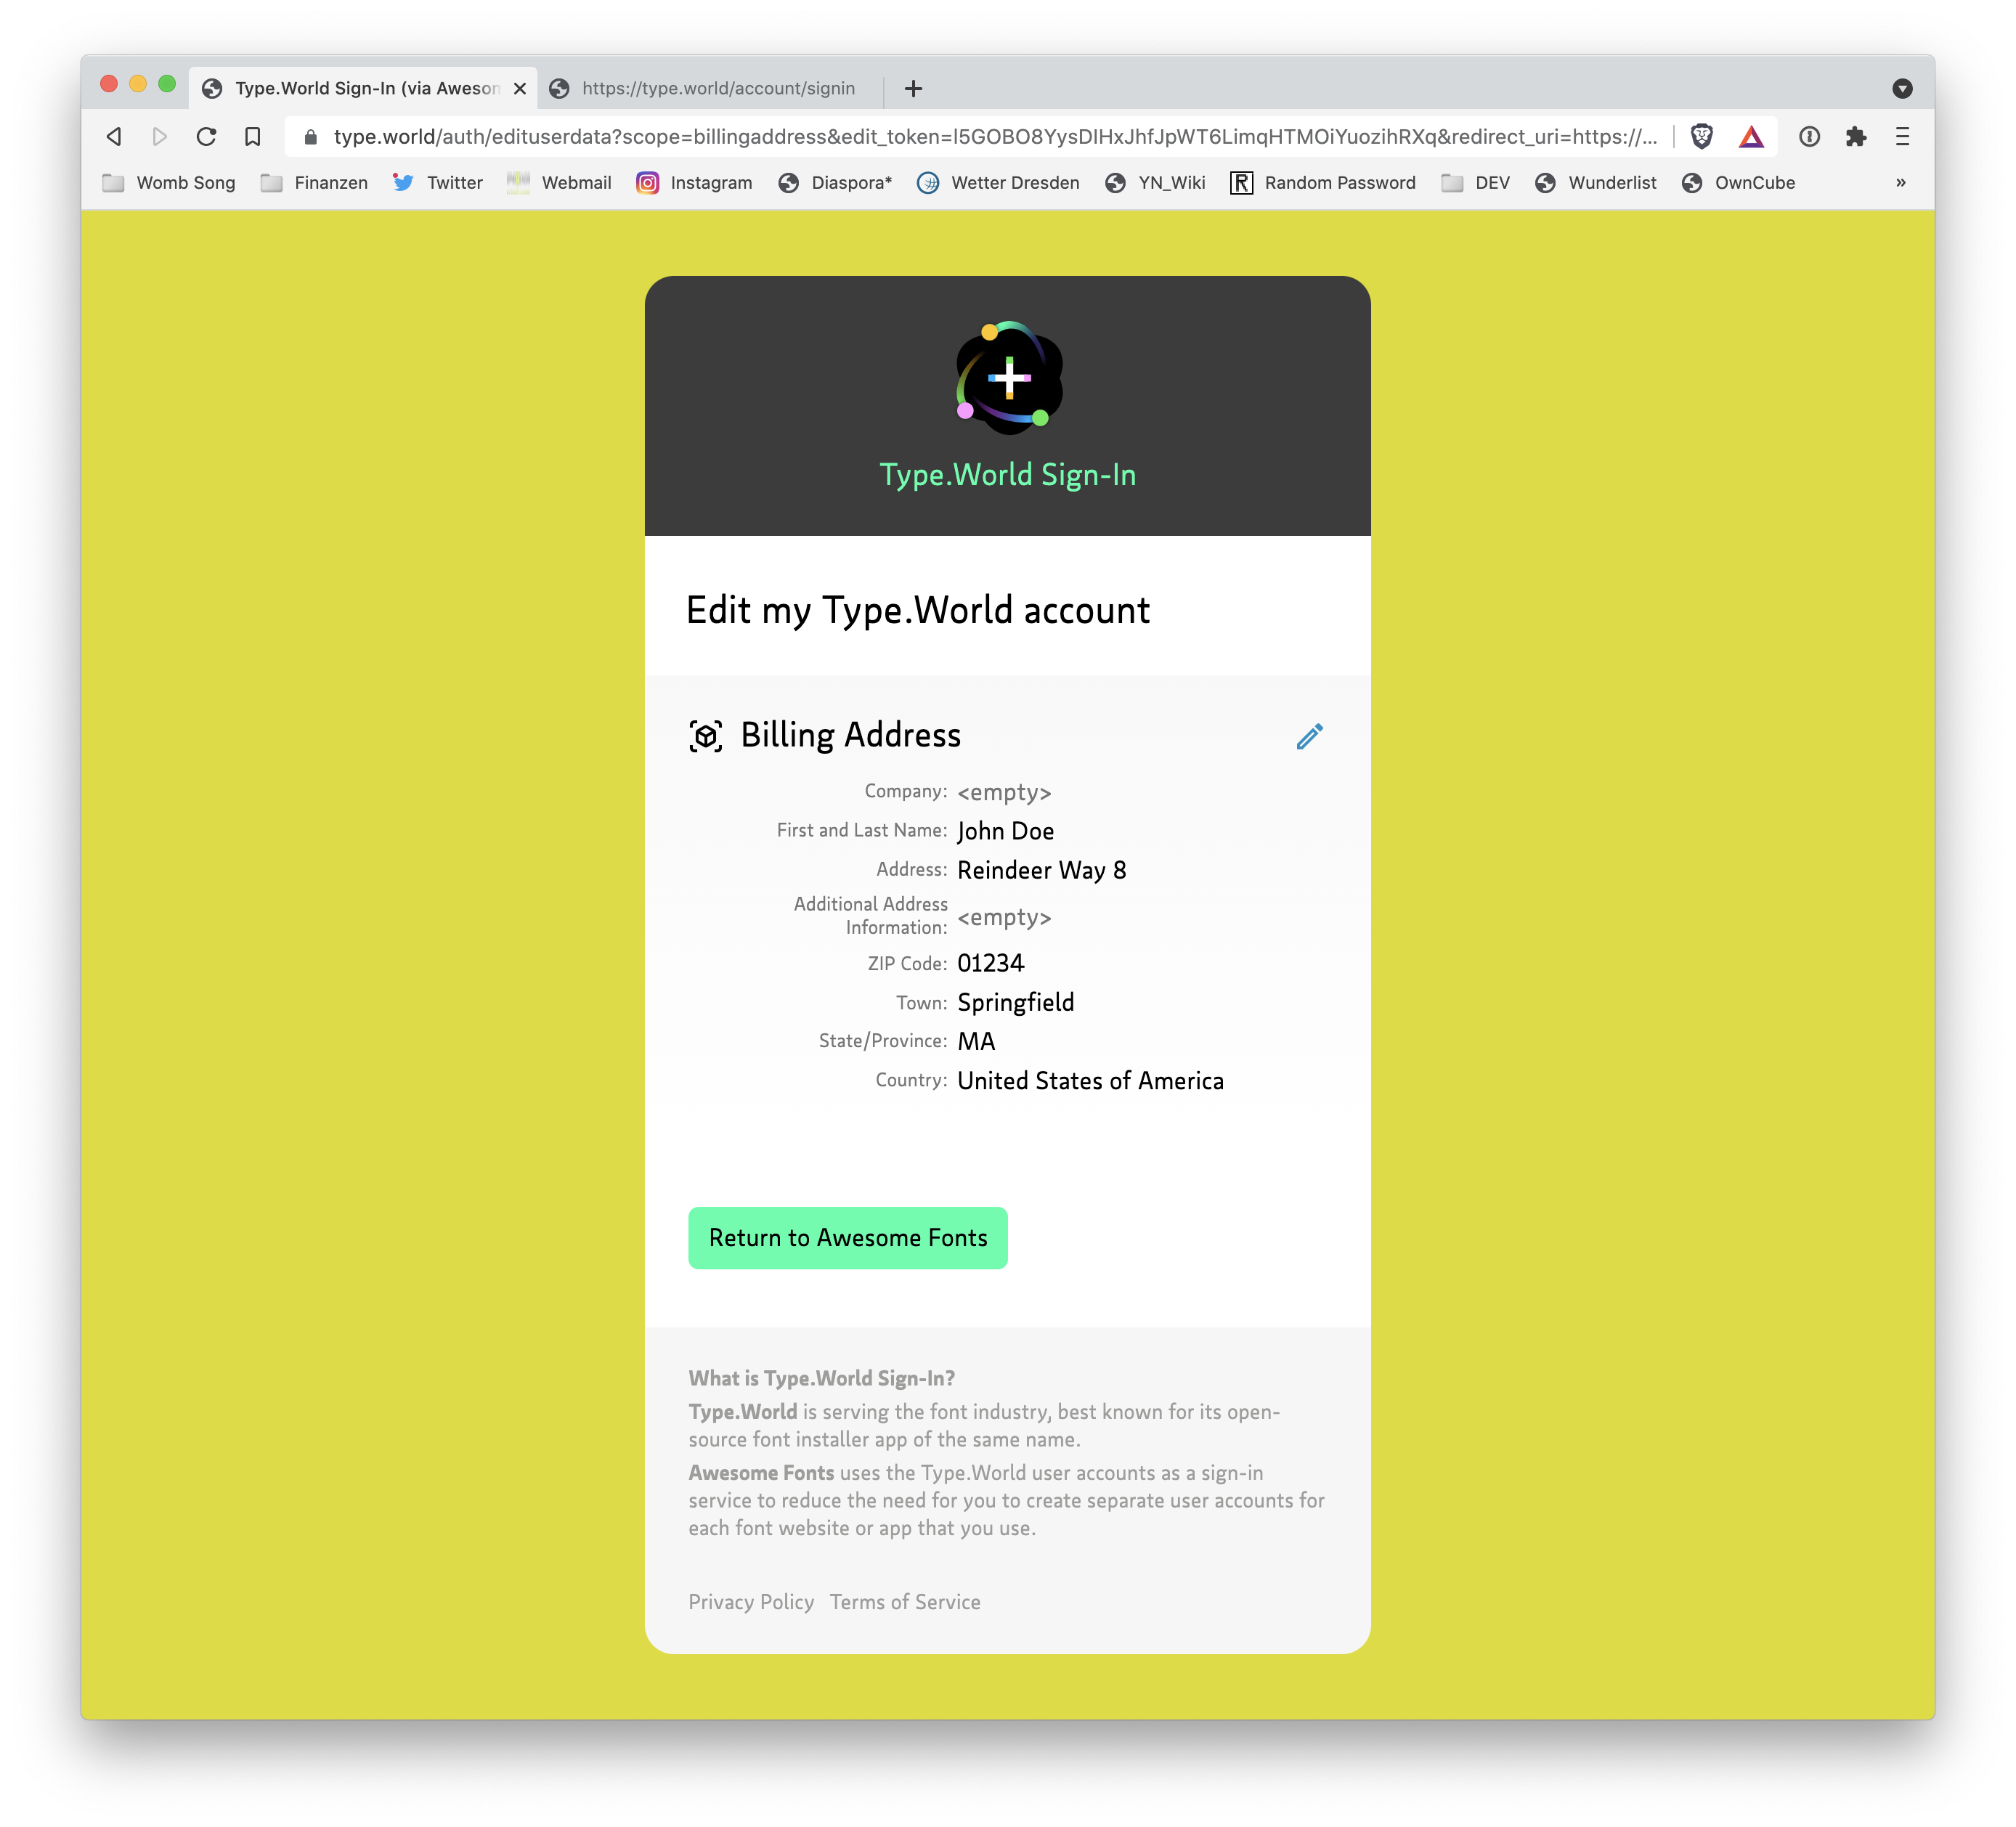 Type.World Sign-In (via Aweson
https://type.world/account/signin
type.world/auth/edituserdata?scope=billingaddress&edit_token=I5GOBO8YysDIHxJhfJpWT6LimqHTMOiYuozihRXq&redirect_uri=https://...
Womb Song Finanzen Twitter Webmail Instagram Diaspora* Wetter Dresden YN_Wiki Random Password DEV Wunderlist OwnCube »
Type.World Sign-In
Edit my Type.World account
Billing Address
Company: <empty>
First and Last Name: John Doe
Address: Reindeer Way 8
Additional Address
Information: <empty>
ZIP Code: 01234
Town: Springfield
State/Province: MA
Country: United States of America
Return to Awesome Fonts
What is Type.World Sign-In?
Type.World is serving the font industry, best known for its open-
source font installer app of the same name.
Awesome Fonts uses the Type.World user accounts as a sign-in
service to reduce the need for you to create separate user accounts for
each font website or app that you use.
Privacy Policy Terms of Service